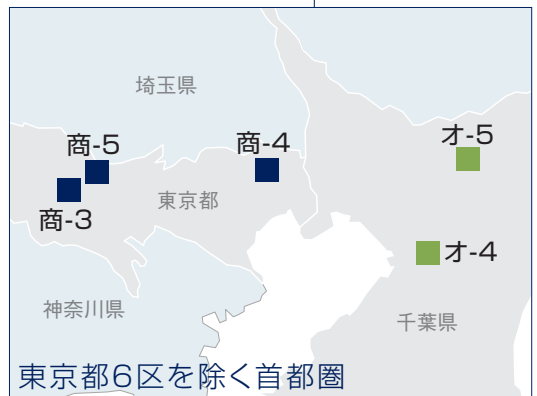 埼玉県
オ-5
商-5
商-4
東京都
商-3
オ-4
神奈川県
千葉県
東京都6区を除く首都圏